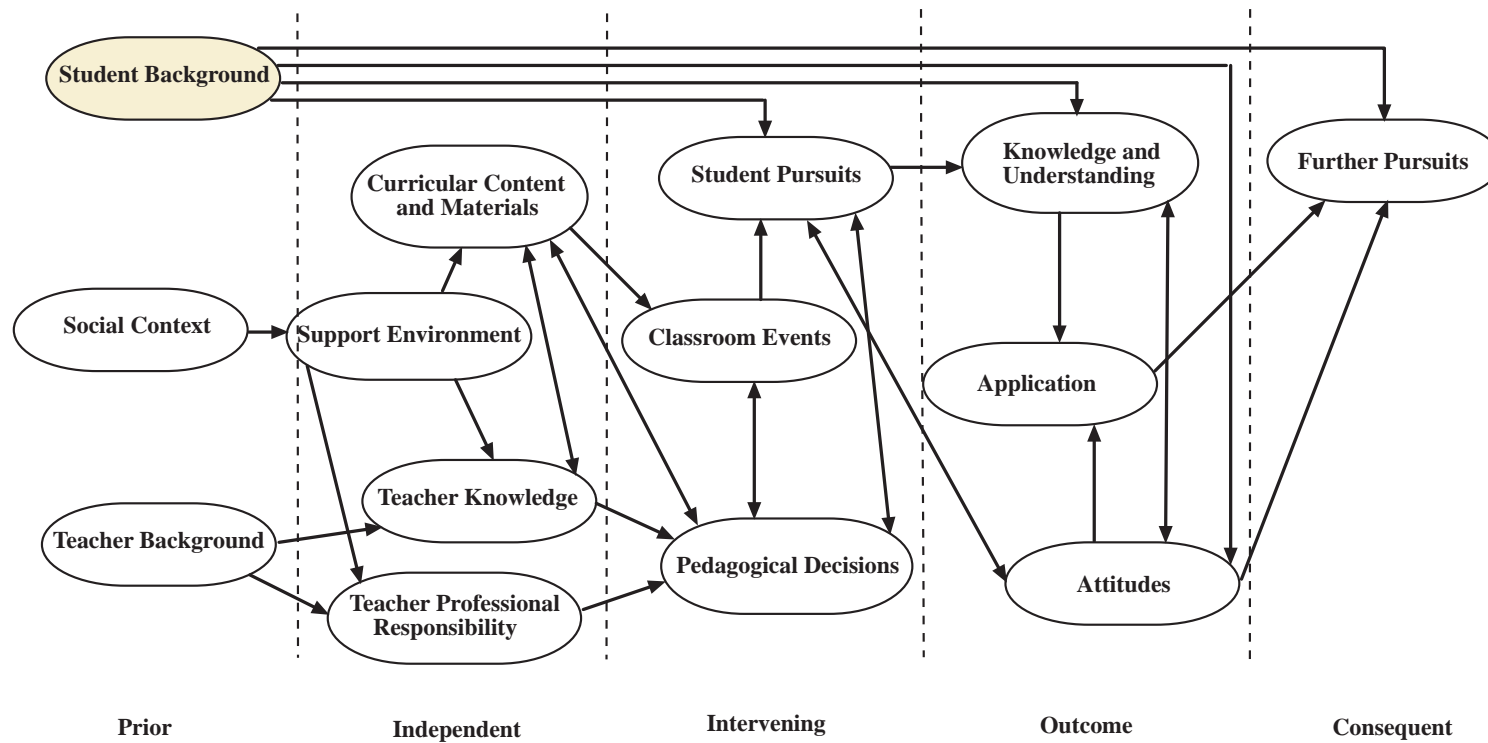 Student Background
Social Context
Teacher Background
Curricular Content
and Materials
Support Environment
Teacher Knowledge
Teacher Professional
Responsibility
Student Pursuits
Classroom Events
Pedagogical Decisions
Knowledge and
Understanding
Application
Attitudes
Further Pursuits
Prior
Independent
Intervening
Outcome
Consequent